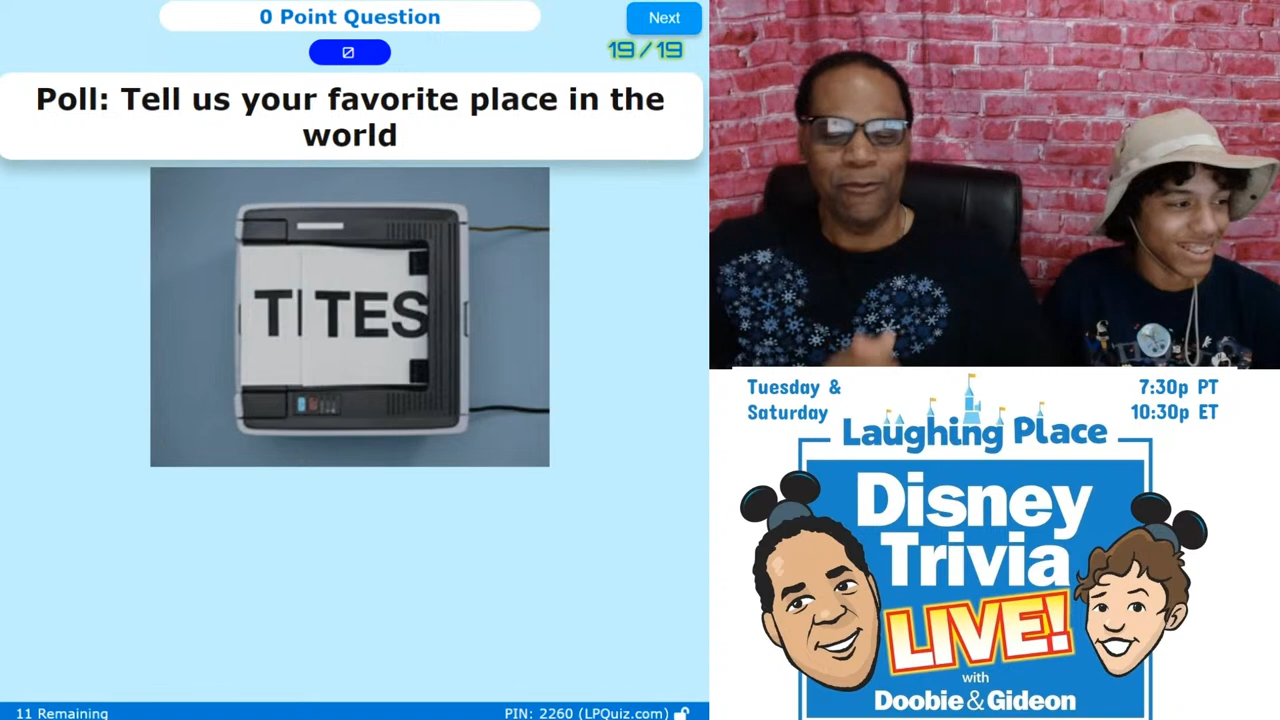 0 Point Question
Next
19/19
Poll: Tell us your favorite place in the
world
TI TES
Tuesday &
Saturday
7:30p PT
10:30p ET
Laughing Place
Disney
Trivia
LIVE!
with
Doobie & Gideon
11 Remaining
PIN: 2260 (LPQuiz.com)